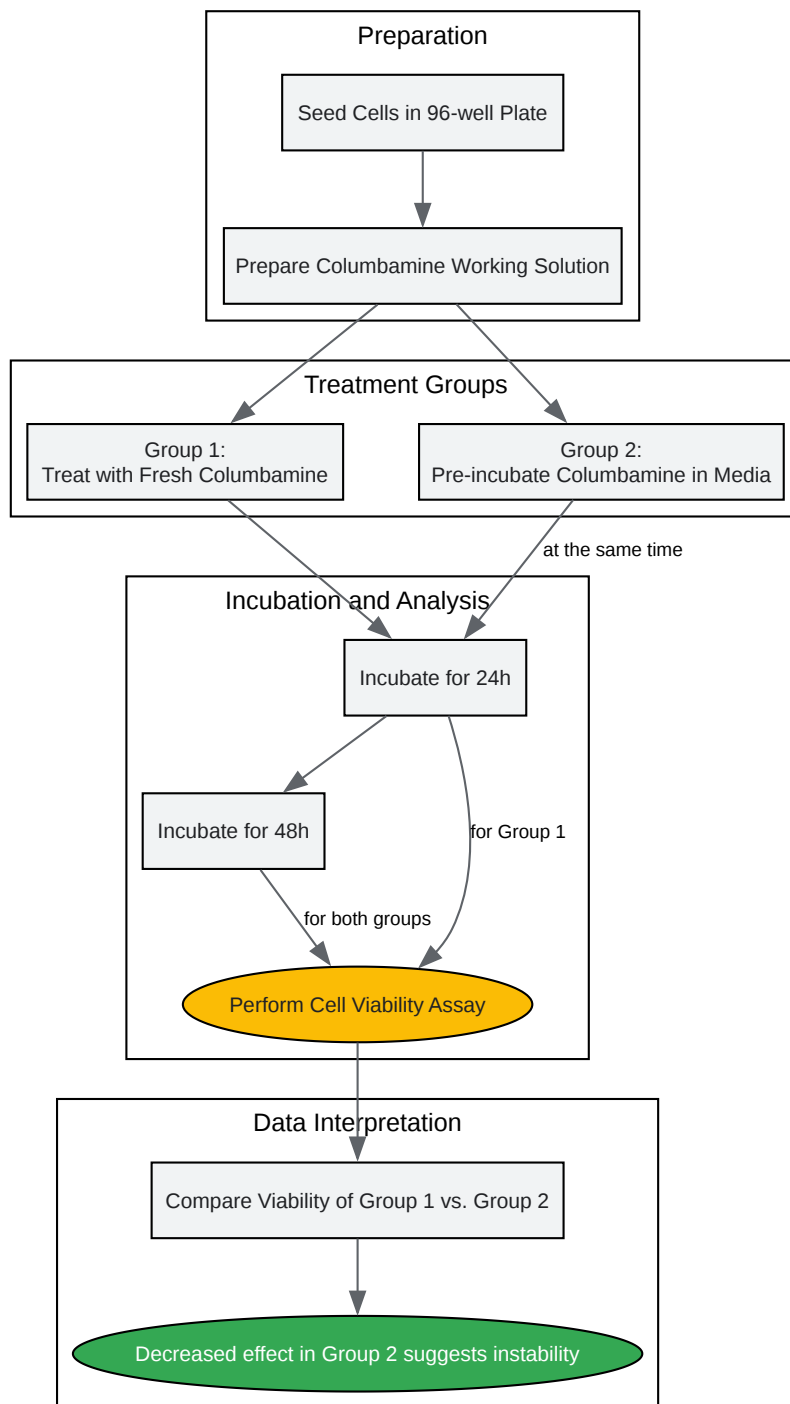 Preparation
Seed Cells in 96-well Plate
Prepare Columbamine Working Solution
Treatment Groups
Group 1:
Treat with Fresh Columbamine
Group 2:
Pre-incubate Columbamine in Media
at the same time
Incubation and Analysis
Incubate for 24h
Incubate for 48h
for Group 1
for both groups
Perform Cell Viability Assay
Data Interpretation
Compare Viability of Group 1 vs. Group 2
Decreased effect in Group 2 suggests instability